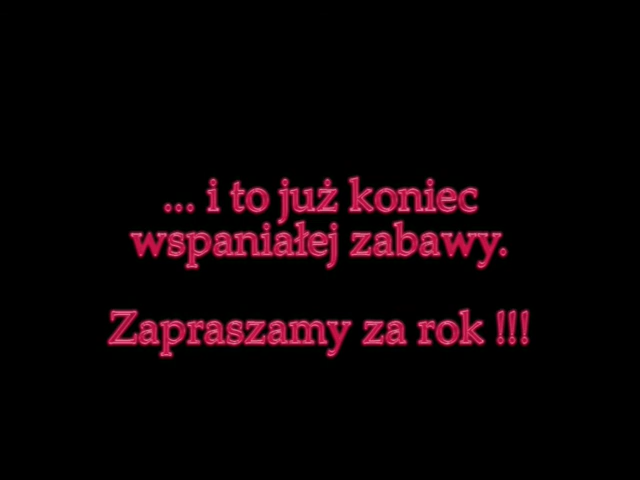 ... i to już koniec
wspaniałej zabawy.
Zapraszamy za rok !!!